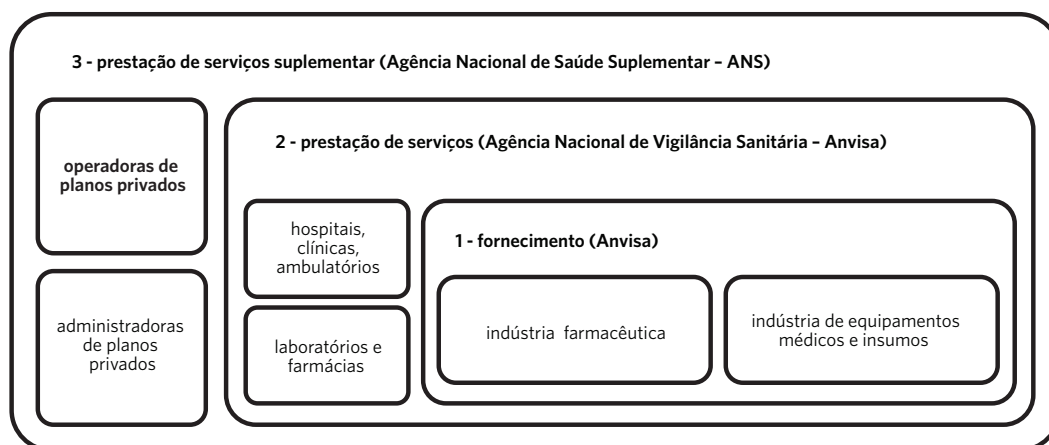 3 - prestação de serviços suplementar (Agência Nacional de Saúde Suplementar – ANS)
operadoras de
planos privados
administradoras
de planos
privados
2 - prestação de serviços (Agência Nacional de Vigilância Sanitária – Anvisa)
hospitais,
clínicas,
ambulatórios
laboratórios e
farmácias
1 - fornecimento (Anvisa)
indústria farmacêutica
indústria de equipamentos
médicos e insumos